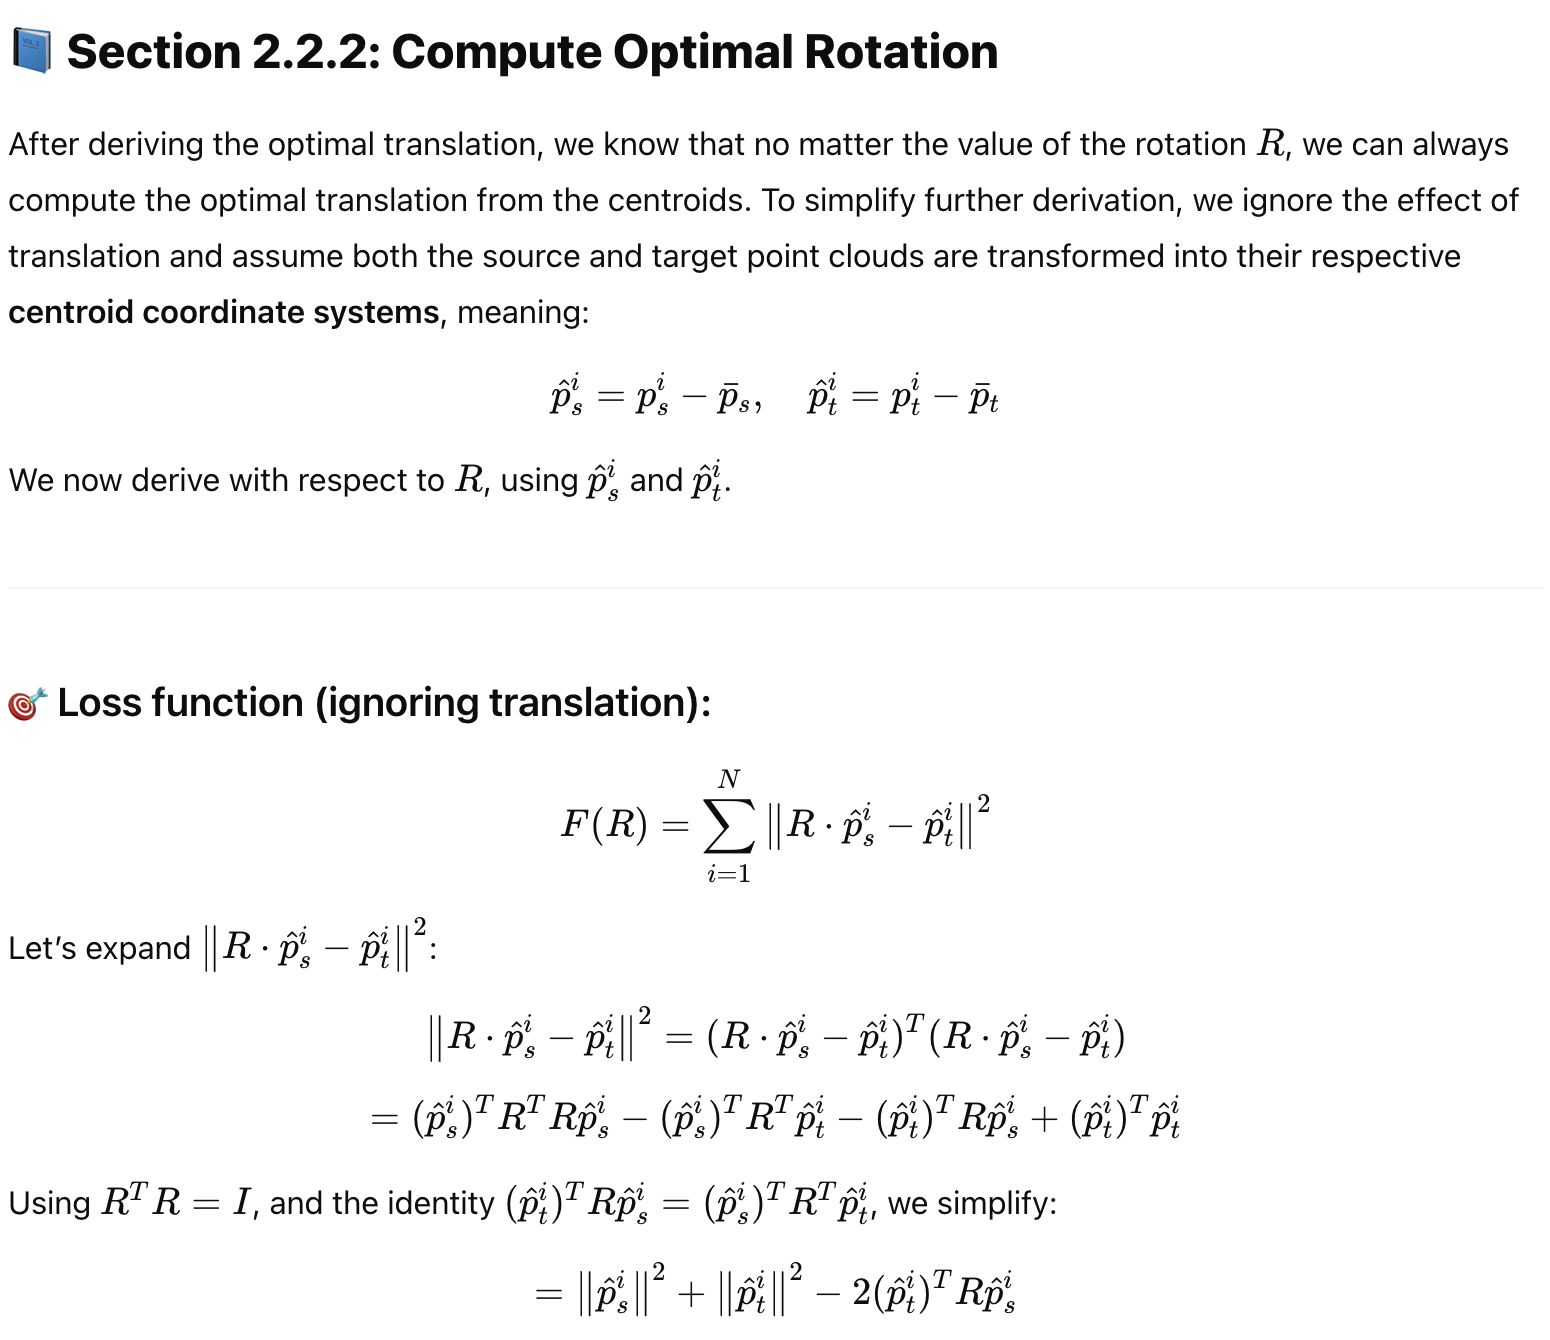 📘 Section 2.2.2: Compute Optimal Rotation
After deriving the optimal translation, we know that no matter the value of the rotation $R$, we can always
compute the optimal translation from the centroids. To simplify further derivation, we ignore the effect of
translation and assume both the source and target point clouds are transformed into their respective
centroid coordinate systems, meaning:
$\hat{p}_s^i = p_s^i - \bar{p}_s, \quad \hat{p}_t^i = p_t^i - \bar{p}_t$
We now derive with respect to $R$, using $\hat{p}_s^i$ and $\hat{p}_t^i$.
🎯 Loss function (ignoring translation):
$F(R) = \sum_{i=1}^{N} \left\| R \cdot \hat{p}_s^i - \hat{p}_t^i \right\|^2$
Let’s expand $\left\| R \cdot \hat{p}_s^i - \hat{p}_t^i \right\|^2$:
$\left\| R \cdot \hat{p}_s^i - \hat{p}_t^i \right\|^2 = (R \cdot \hat{p}_s^i - \hat{p}_t^i)^T (R \cdot \hat{p}_s^i - \hat{p}_t^i)$
$= (\hat{p}_s^i)^T R^T R \hat{p}_s^i - (\hat{p}_s^i)^T R^T \hat{p}_t^i - (\hat{p}_t^i)^T R \hat{p}_s^i + (\hat{p}_t^i)^T \hat{p}_t^i$
Using $R^T R = I$, and the identity $(\hat{p}_t^i)^T R \hat{p}_s^i = (\hat{p}_s^i)^T R^T \hat{p}_t^i$, we simplify:
$= \left\| \hat{p}_s^i \right\|^2 + \left\| \hat{p}_t^i \right\|^2 - 2 (\hat{p}_t^i)^T R \hat{p}_s^i$